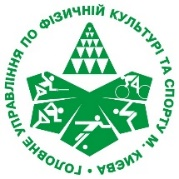 ГОЛОВНЕ УПРАВЛІННЯ ПО ФІЗИЧНІЙ КУЛЬТУРІ ТА СПОРТУ М. КИЄВА •